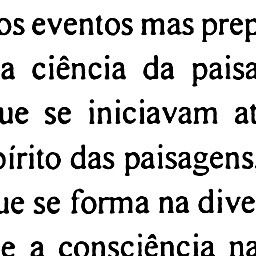 os eventos mas prep
a ciência da paisa
ue se iniciavam at
pírito das paisagens.
ue se forma na dive
e a consciência na